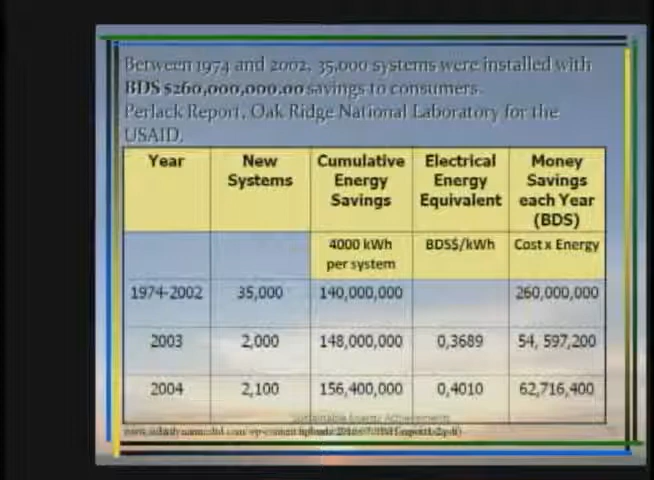 Between 1974 and 2002, 35,000 systems were installed with
BDS $260,000,000.00 savings to consumers.
Perlack Report, Oak Ridge National Laboratory for the
USAID.
Year New Systems Cumulative Energy Savings Electrical Energy Equivalent Money Savings each Year (BDS)
4000 kWh per system BDS$/kWh Cost x Energy
1974-2002 35,000 140,000,000 260,000,000
2003 2,000 148,000,000 0,3689 54, 597,200
2004 2,100 156,400,000 0,4010 62,716,400
Sustainable Energy Achievements